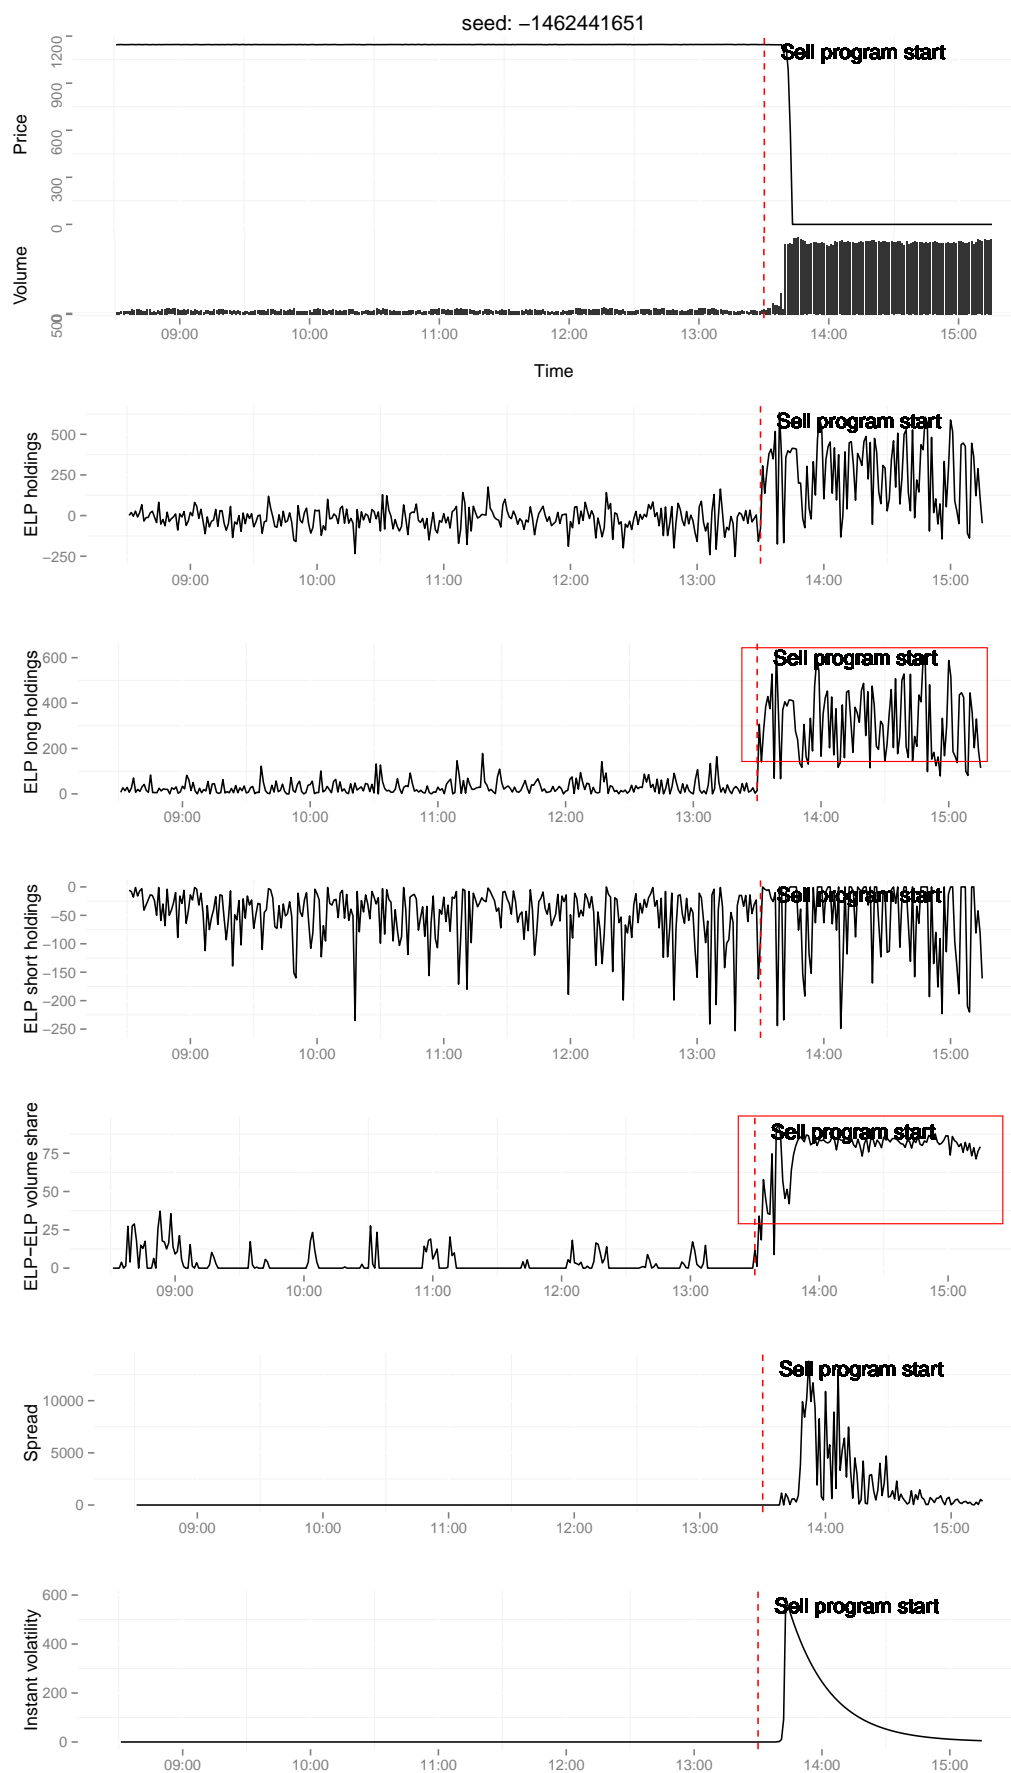 seed: −1462441651
Sell program start
Price
1200
900
600
300
0
Volume
500
0
09:00 10:00 11:00 12:00 13:00 14:00 15:00
Time
Sell program start
ELP holdings
500
250
0
−250
09:00 10:00 11:00 12:00 13:00 14:00 15:00
Sell program start
ELP long holdings
600
400
200
0
09:00 10:00 11:00 12:00 13:00 14:00 15:00
Sell program start
ELP short holdings
0
−50
−100
−150
−200
−250
09:00 10:00 11:00 12:00 13:00 14:00 15:00
Sell program start
ELP−ELP volume share
75
50
25
0
09:00 10:00 11:00 12:00 13:00 14:00 15:00
Sell program start
Spread
10000
5000
0
09:00 10:00 11:00 12:00 13:00 14:00 15:00
Sell program start
Instant volatility
600
400
200
0
09:00 10:00 11:00 12:00 13:00 14:00 15:00